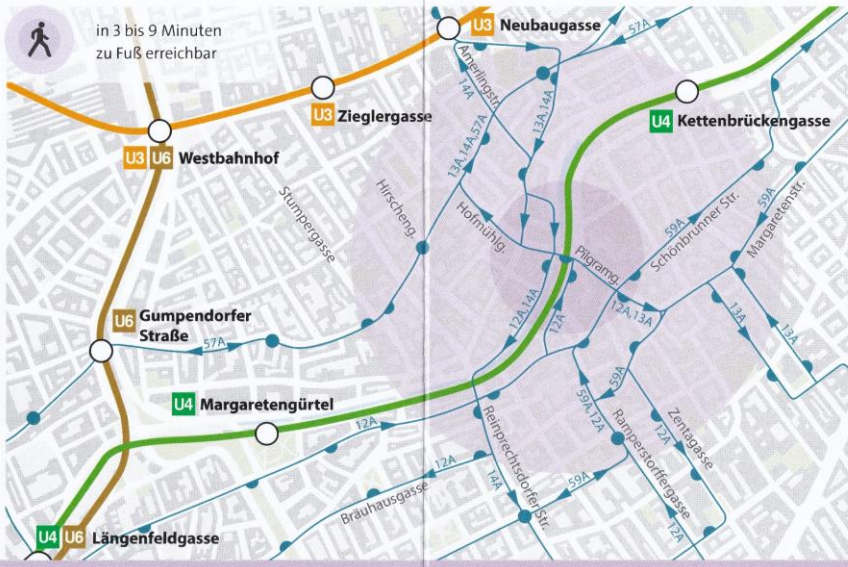 in 3 bis 9 Minuten
zu Fuß erreichbar
U3 Neubaugasse
57A
Amerlingstr.
14A
13A,14A
U3 Zieglergasse
U4 Kettenbrückengasse
U3 U6 Westbahnhof
13A,14A,57A
Stumpergasse
Hirscheng.
Hofmühlg.
Pilgramg.
59A
Schönbrunner Str.
59A
Margaretenstr.
U6 Gumpendorfer
Straße
57A
12A,14A
12A
12A,13A
13A
13A
U4 Margaretengürtel
12A
59A
59A,12A
Reinprechtsdorfer Str.
Ramperstorffergasse
Zentagasse
12A
12A
Bräuhausgasse
14A
59A
12A
U4 U6 Längenfeldgasse